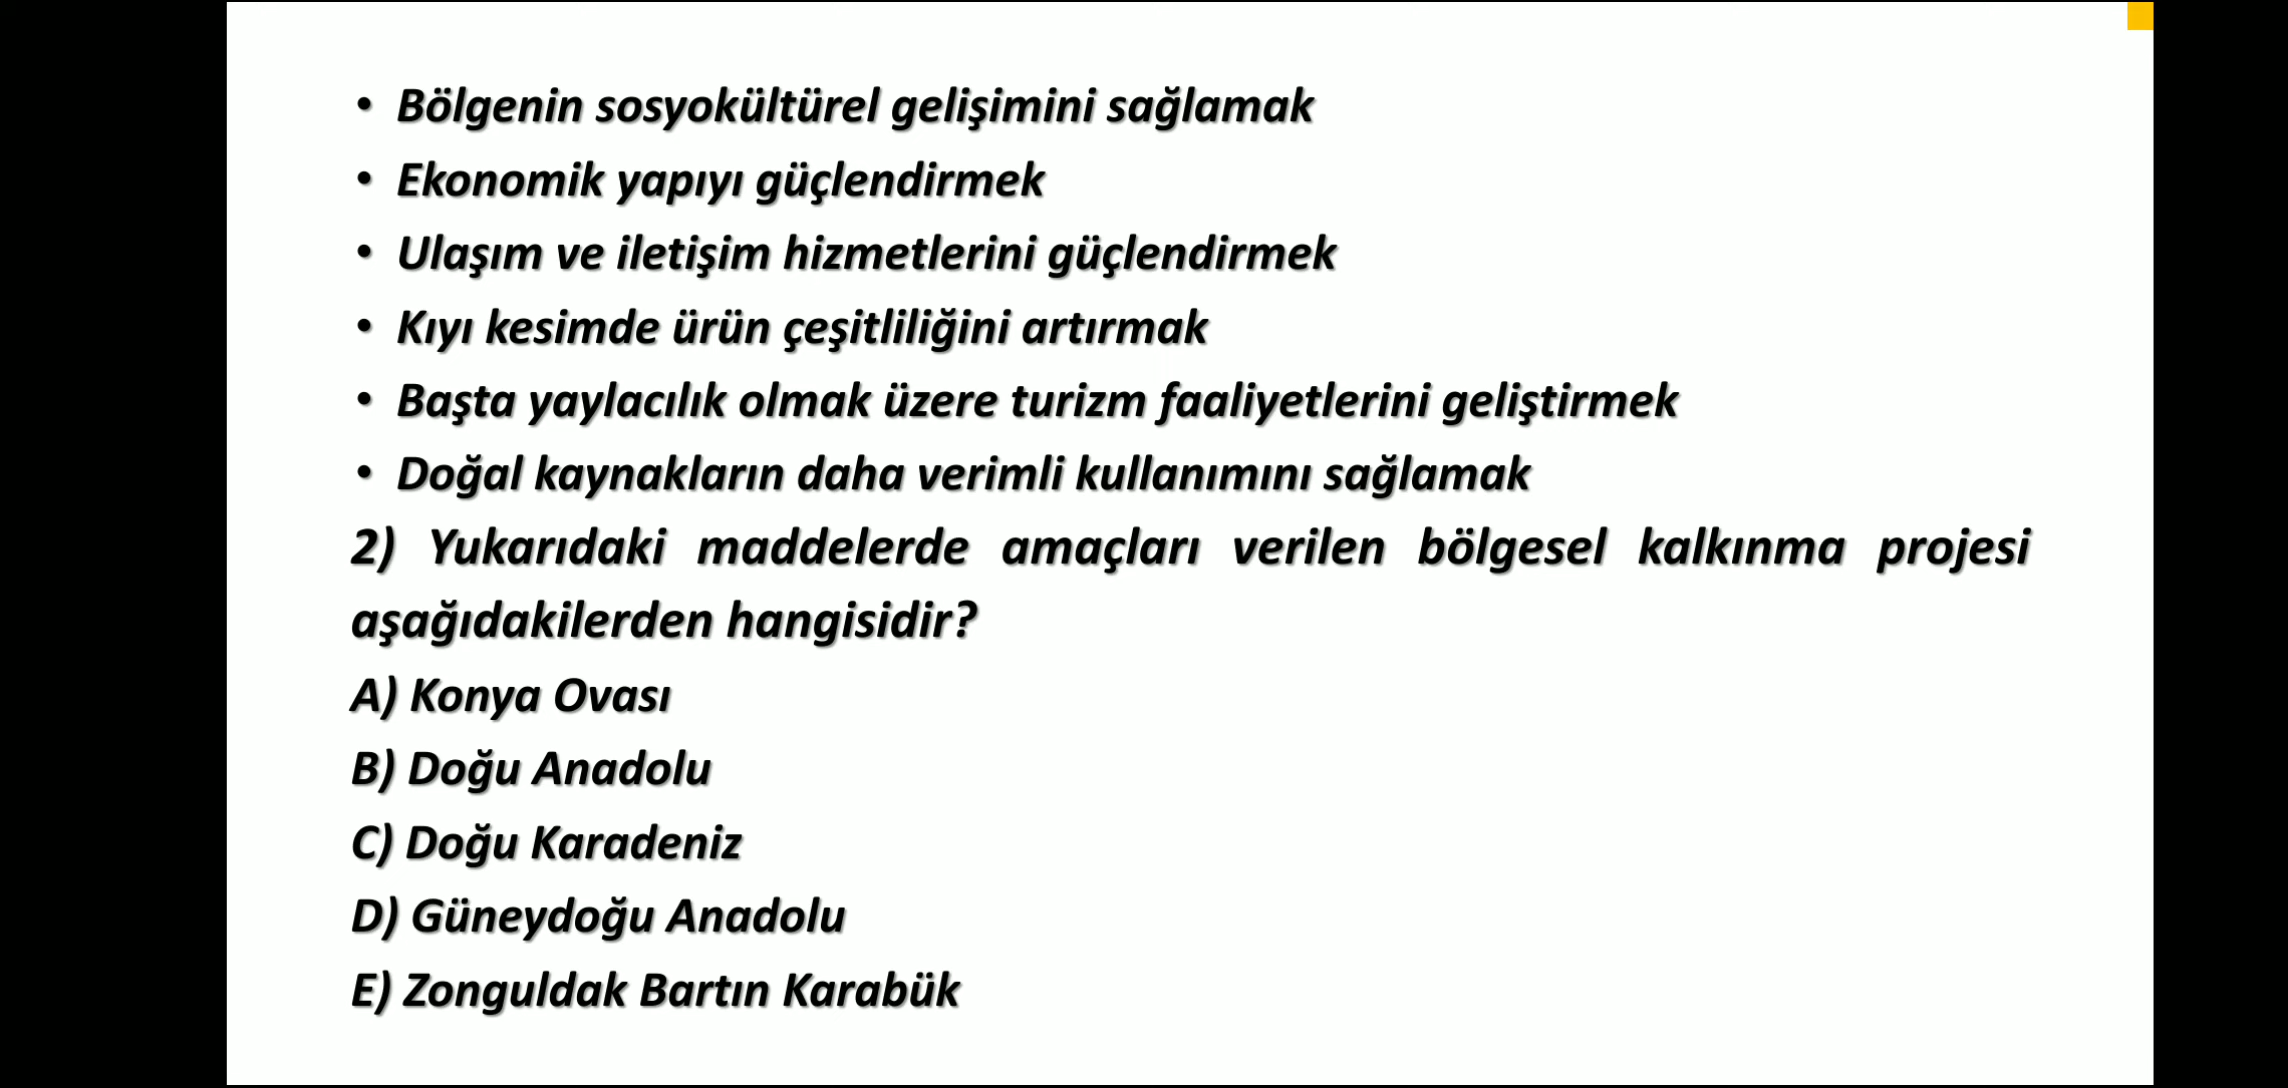 • Bölgenin sosyokültürel gelişimini sağlamak
• Ekonomik yapıyı güçlendirmek
• Ulaşım ve iletişim hizmetlerini güçlendirmek
• Kıyı kesimde ürün çeşitliliğini artırmak
• Başta yaylacılık olmak üzere turizm faaliyetlerini geliştirmek
• Doğal kaynakların daha verimli kullanımını sağlamak
2) Yukarıdaki maddelerde amaçları verilen bölgesel kalkınma projesi
aşağıdakilerden hangisidir?
A) Konya Ovası
B) Doğu Anadolu
C) Doğu Karadeniz
D) Güneydoğu Anadolu
E) Zonguldak Bartın Karabük